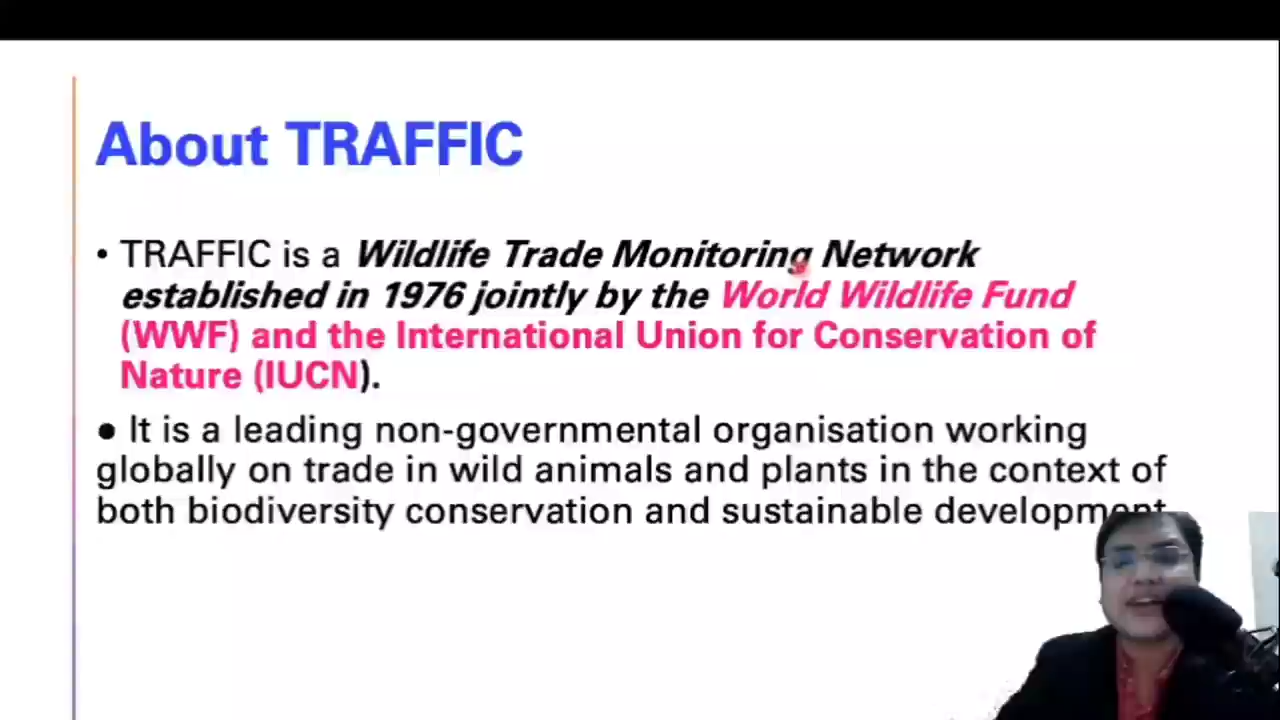 About TRAFFIC
• TRAFFIC is a Wildlife Trade Monitoring Network
established in 1976 jointly by the World Wildlife Fund
(WWF) and the International Union for Conservation of
Nature (IUCN).
● It is a leading non-governmental organisation working
globally on trade in wild animals and plants in the context of
both biodiversity conservation and sustainable development